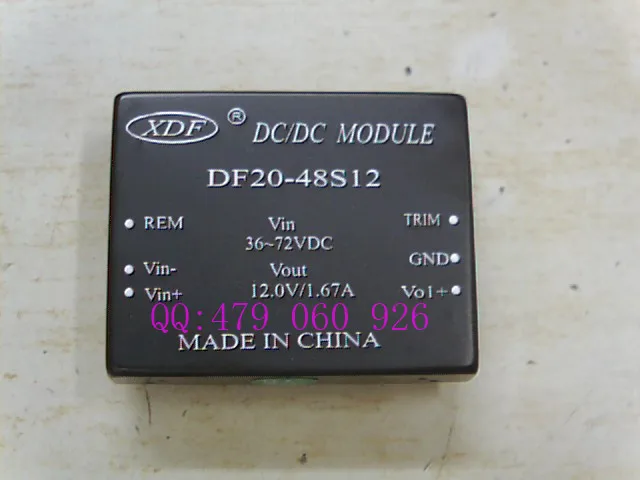 XDF ® DC/DC MODULE
DF20-48S12
REM Vin TRIM
36~72VDC
Vin- Vout GND
Vin+ 12.0V/1.67A Vo1+
QQ:479 060 926
MADE IN CHINA